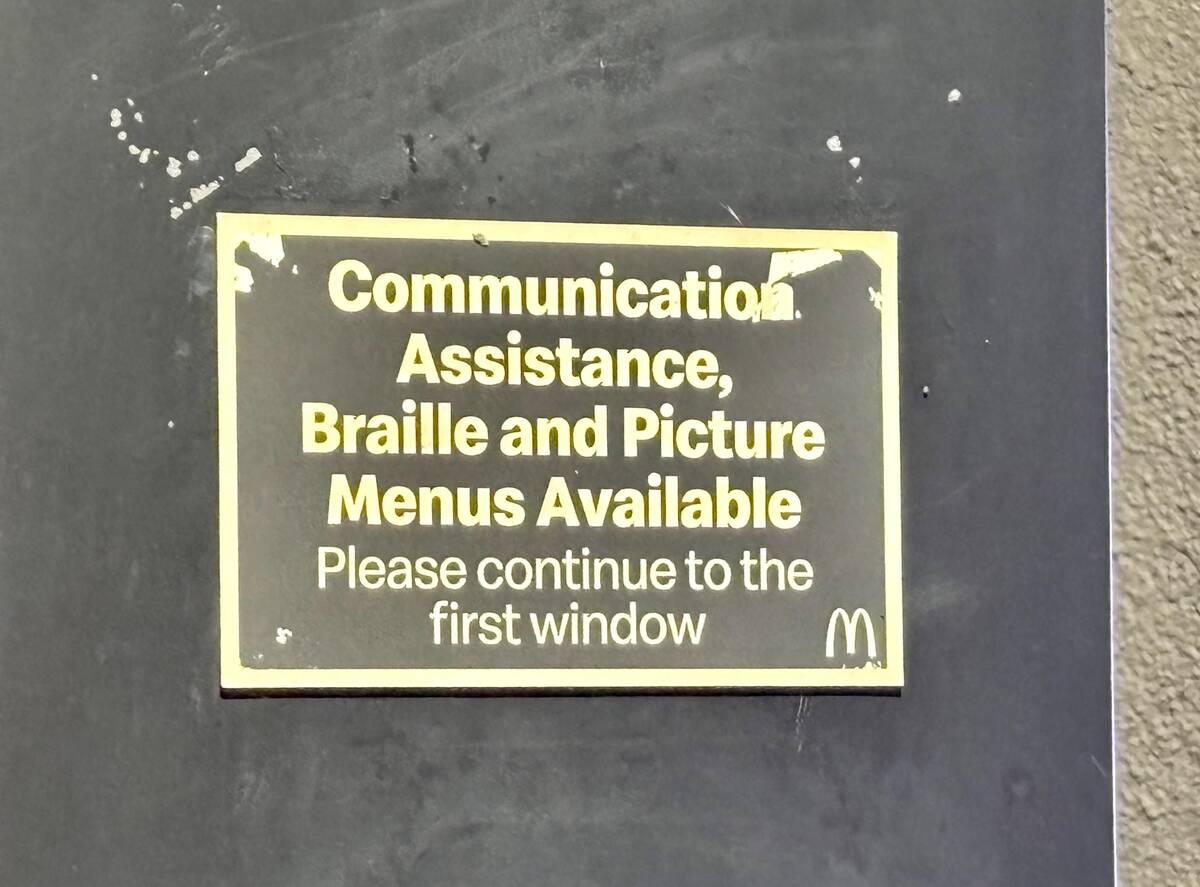 Communication
Assistance,
Braille and Picture
Menus Available
Please continue to the
first window